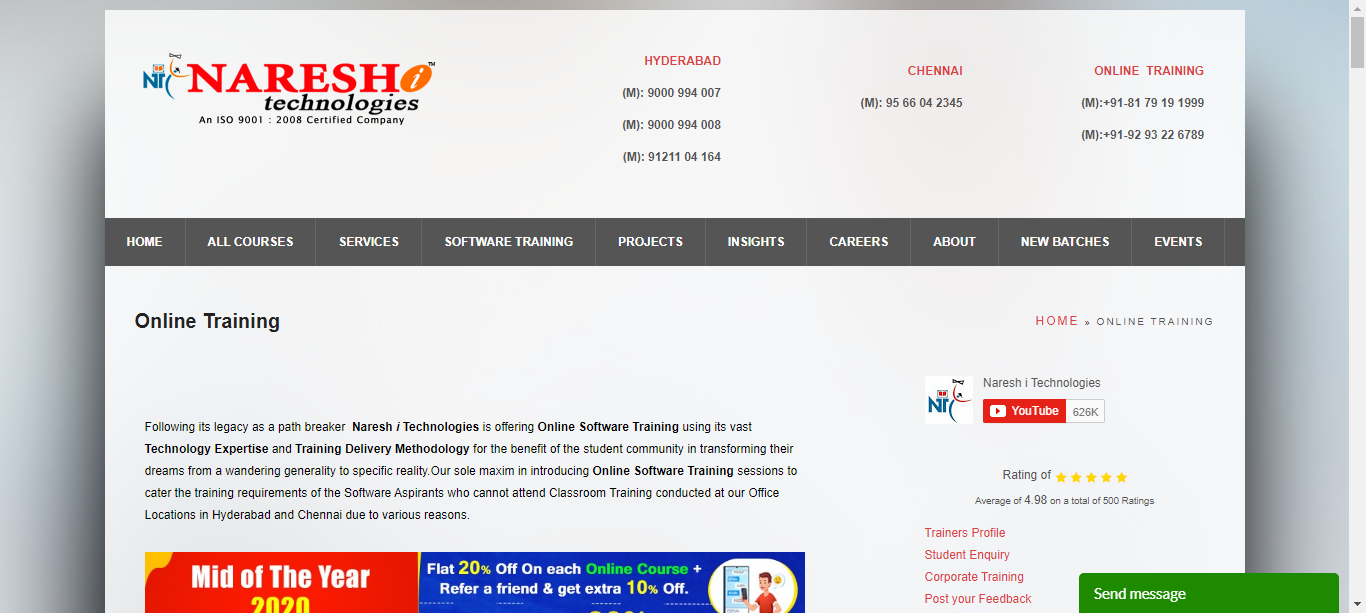 NT NARESH i ™
technologies
An ISO 9001 : 2008 Certified Company
HYDERABAD
(M): 9000 994 007
(M): 9000 994 008
(M): 91211 04 164
CHENNAI
(M): 95 66 04 2345
ONLINE TRAINING
(M):+91-81 79 19 1999
(M):+91-92 93 22 6789
HOME ALL COURSES SERVICES SOFTWARE TRAINING PROJECTS INSIGHTS CAREERS ABOUT NEW BATCHES EVENTS
Online Training
HOME » ONLINE TRAINING
Following its legacy as a path breaker Naresh i Technologies is offering Online Software Training using its vast
Technology Expertise and Training Delivery Methodology for the benefit of the student community in transforming their
dreams from a wandering generality to specific reality.Our sole maxim in introducing Online Software Training sessions to
cater the training requirements of the Software Aspirants who cannot attend Classroom Training conducted at our Office
Locations in Hyderabad and Chennai due to various reasons.
Mid of The Year
2020
Flat 20% Off On each Online Course +
Refer a friend & get extra 10% Off.
NT
Naresh i Technologies
YouTube 626K
Rating of
Average of 4.98 on a total of 500 Ratings
Trainers Profile
Student Enquiry
Corporate Training
Post your Feedback
Send message